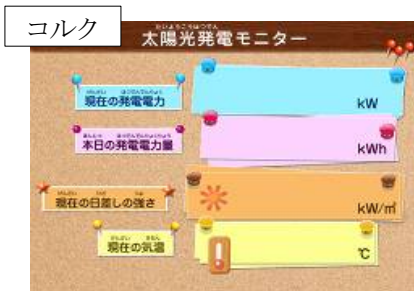 コルク
太陽光発電モニター
現在の発電電力
kW
本日の発電電力量
kWh
現在の日差しの強さ
kW/㎡
現在の気温
℃